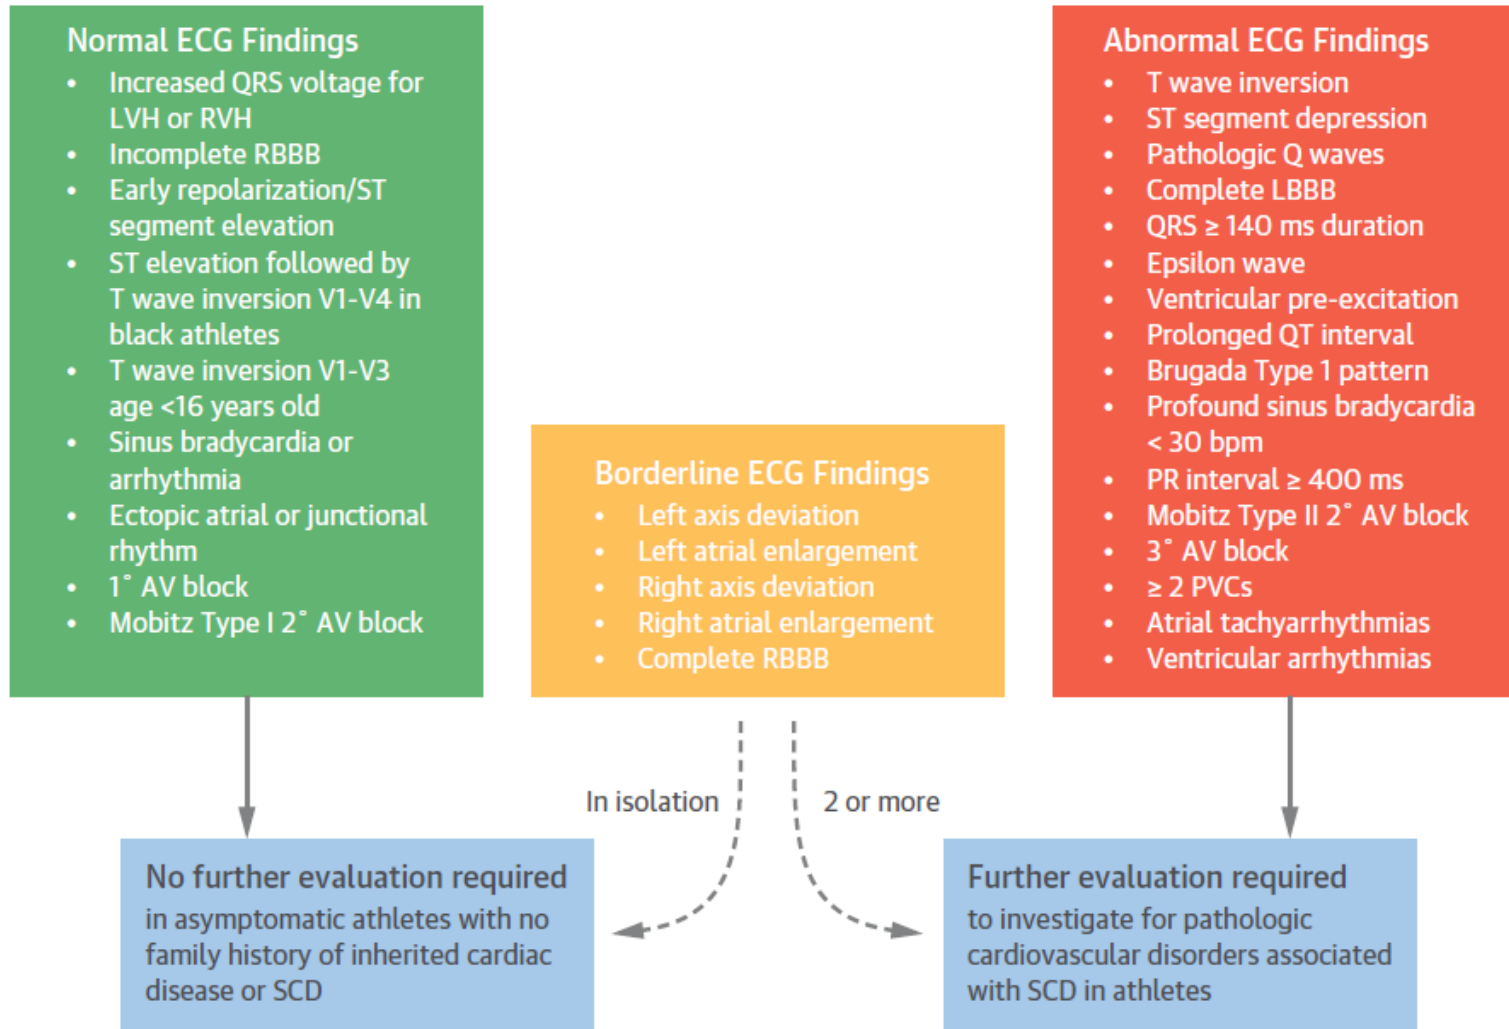 Normal ECG Findings
• Increased QRS voltage for
LVH or RVH
• Incomplete RBBB
• Early repolarization/ST
segment elevation
• ST elevation followed by
T wave inversion V1-V4 in
black athletes
• T wave inversion V1-V3
age <16 years old
• Sinus bradycardia or
arrhythmia
• Ectopic atrial or junctional
rhythm
• 1˚ AV block
• Mobitz Type I 2˚ AV block
Borderline ECG Findings
• Left axis deviation
• Left atrial enlargement
• Right axis deviation
• Right atrial enlargement
• Complete RBBB
Abnormal ECG Findings
• T wave inversion
• ST segment depression
• Pathologic Q waves
• Complete LBBB
• QRS ≥ 140 ms duration
• Epsilon wave
• Ventricular pre-excitation
• Prolonged QT interval
• Brugada Type 1 pattern
• Profound sinus bradycardia
< 30 bpm
• PR interval ≥ 400 ms
• Mobitz Type II 2˚ AV block
• 3˚ AV block
• ≥ 2 PVCs
• Atrial tachyarrhythmias
• Ventricular arrhythmias
In isolation
2 or more
No further evaluation required
in asymptomatic athletes with no
family history of inherited cardiac
disease or SCD
Further evaluation required
to investigate for pathologic
cardiovascular disorders associated
with SCD in athletes